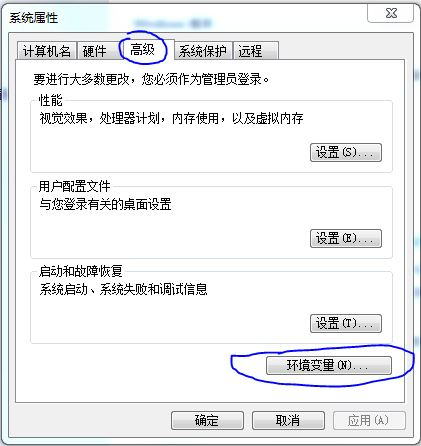 系统属性
计算机名 硬件 高级 系统保护 远程
要进行大多数更改，您必须作为管理员登录。
性能
视觉效果，处理器计划，内存使用，以及虚拟内存
设置(S)...
用户配置文件
与您登录有关的桌面设置
设置(E)...
启动和故障恢复
系统启动、系统失败和调试信息
设置(T)...
环境变量(N)...
确定 取消 应用(A)